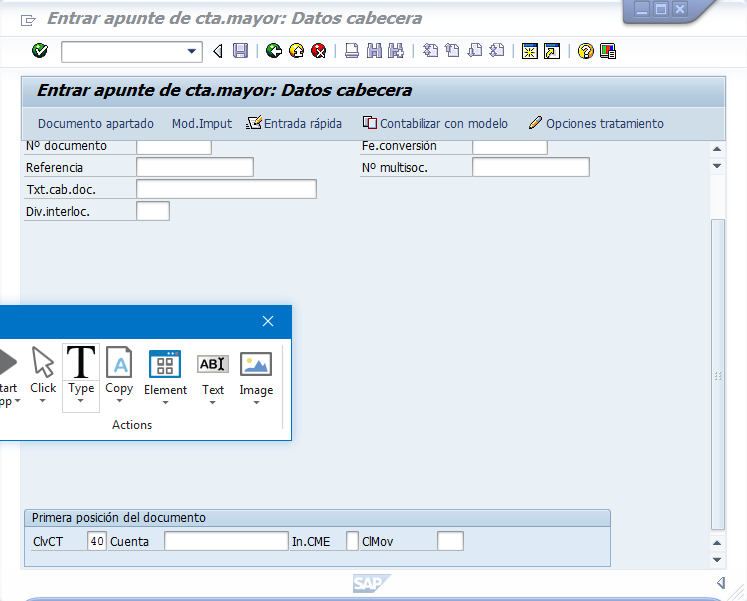 Entrar apunte de cta.mayor: Datos cabecera
Entrar apunte de cta.mayor: Datos cabecera
Documento apartado Mod.Imput Entrada rápida Contabilizar con modelo Opciones tratamiento
Nº documento Fe.conversión
Referencia Nº multisoc.
Txt.cab.doc.
Div.interloc.
tart Click Type Copy Element Text Image
pp
ABI
Actions
Primera posición del documento
ClvCT 40 Cuenta In.CME ClMov
SAP